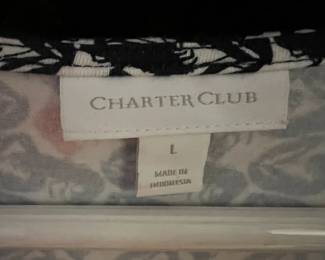 CHARTER CLUB
L
MADE IN
INDONESIA